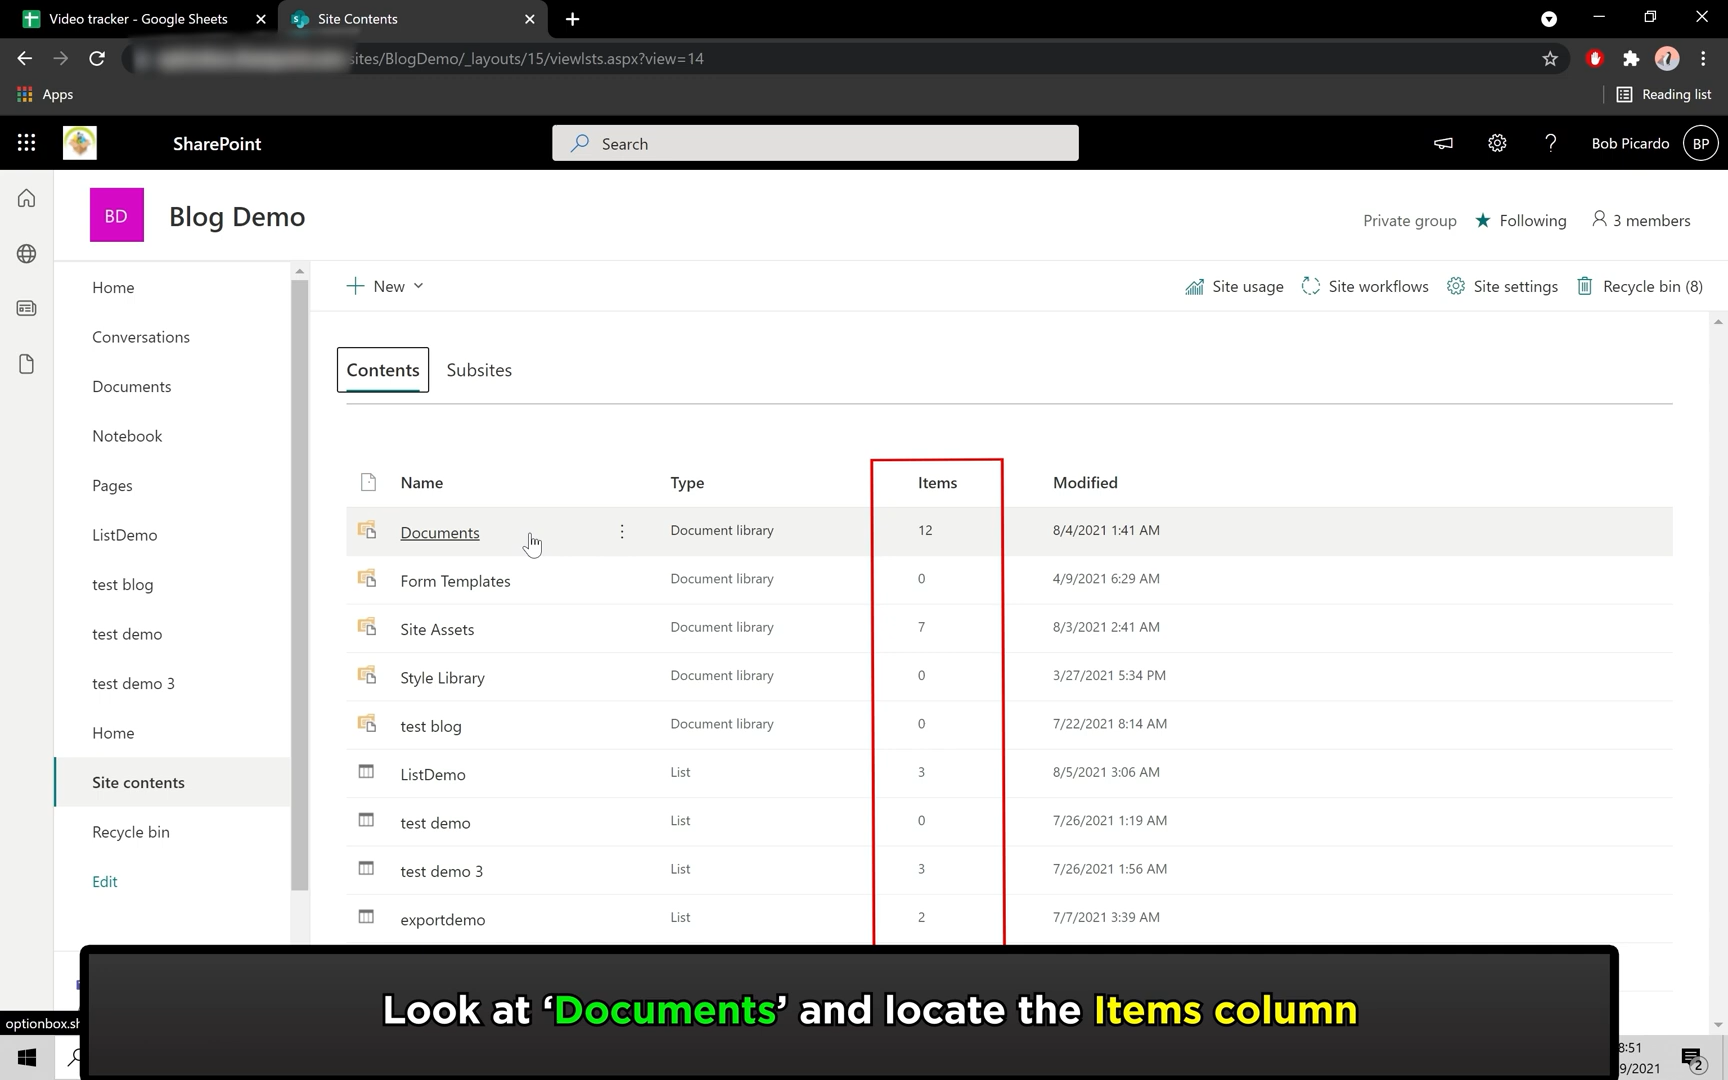 Video tracker - Google Sheets
Site Contents
sites/BlogDemo/_layouts/15/viewlsts.aspx?view=14
Apps
Reading list
SharePoint
Search
Bob Picardo
BP
BD
Blog Demo
Private group
Following
3 members
Home
Conversations
Documents
Notebook
Pages
ListDemo
test blog
test demo
test demo 3
Home
Site contents
Recycle bin
Edit
New
Site usage
Site workflows
Site settings
Recycle bin (8)
Contents
Subsites
Name Type Items Modified
Documents Document library 12 8/4/2021 1:41 AM
Form Templates Document library 0 4/9/2021 6:29 AM
Site Assets Document library 7 8/3/2021 2:41 AM
Style Library Document library 0 3/27/2021 5:34 PM
test blog Document library 0 7/22/2021 8:14 AM
ListDemo List 3 8/5/2021 3:06 AM
test demo List 0 7/26/2021 1:19 AM
test demo 3 List 3 7/26/2021 1:56 AM
exportdemo List 2 7/7/2021 3:39 AM
Look at ‘Documents’ and locate the Items column
optionbox.sh
8:51
9/2021
2